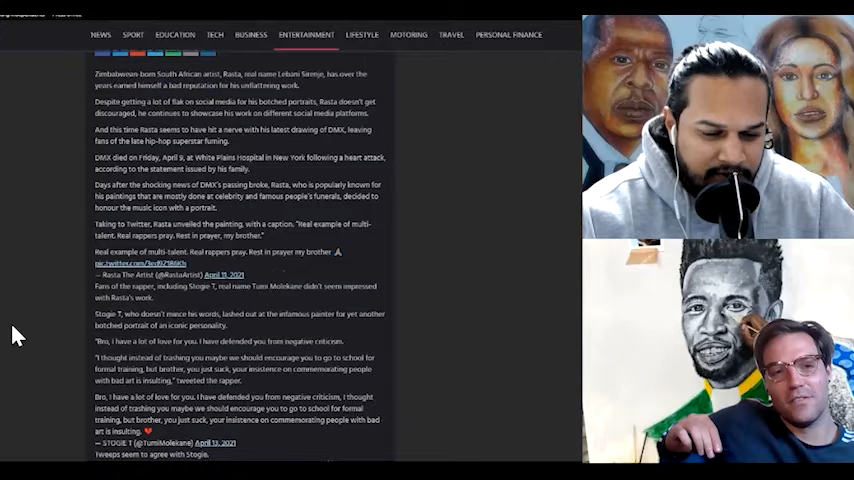 NEWS SPORT EDUCATION TECH BUSINESS ENTERTAINMENT LIFESTYLE MOTORING TRAVEL PERSONAL FINANCE
Zimbabwean-born South African artist, Rasta, real name Lebani Sirenje, has over the
years earned himself a bad reputation for his unflattering work.
Despite getting a lot of flak on social media for his botched portraits, Rasta doesn't get
discouraged, he continues to showcase his work on different social media platforms.
And this time Rasta seems to have hit a nerve with his latest drawing of DMX, leaving
fans of the late hip-hop superstar fuming.
DMX died on Friday, April 9, at White Plains Hospital in New York following a heart attack,
according to the statement issued by his family.
Days after the shocking news of DMX's passing broke, Rasta, who is popularly known for
his paintings that are mostly done at celebrity and famous people's funerals, decided to
honour the music icon with a portrait.
Taking to Twitter, Rasta unveiled the painting, with a caption. "Real example of multi-
talent. Real rappers pray. Rest in prayer, my brother."
Real example of multi-talent. Real rappers pray. Rest in prayer my brother 🙏
— Rasta The Artist (@RastaArtist) April 11, 2021
Fans of the rapper, including Stogie T, real name Tumi Molekane didn't seem impressed
with Rasta's work.
Stogie T, who doesn't mince his words, lashed out at the infamous painter for yet another
botched portrait of an iconic personality.
"Bro, i have a lot of love for you. I have defended you from negative criticism.
"I thought instead of trashing you maybe we should encourage you to go to school for
formal training, but brother, you just suck, your insistence on commemorating people
with bad art is insulting," tweeted the rapper.
Bro, i have a lot of love for you. I have defended you from negative criticism, I thought
instead of trashing you maybe we should encourage you to go to school for formal
training, but brother, you just suck, your insistence on commemorating people with bad
art is insulting. 💔
— STOGIE T (@TumiMolekane) April 13, 2021
Tweeps seem to agree with Stogie.